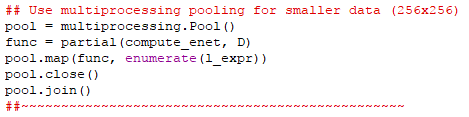 ## Use multiprocessing pooling for smaller data (256x256)
pool = multiprocessing.Pool()
func = partial(compute_enet, D)
pool.map(func, enumerate(l_expr))
pool.close()
pool.join()
##~~~~~~~~~~~~~~~~~~~~~~~~~~~~~~~~~~~~~~~~~~~~~~~~~